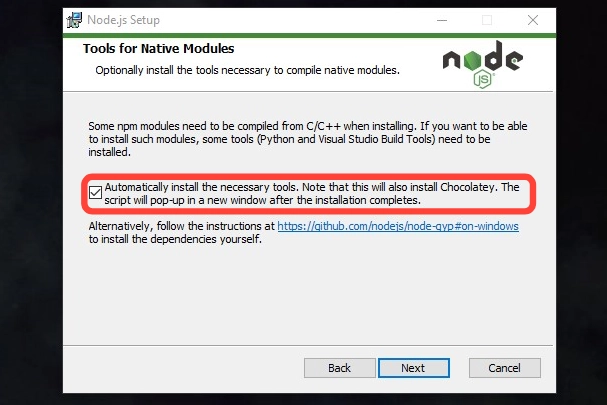 Node.js Setup
Tools for Native Modules
Optionally install the tools necessary to compile native modules.
node
JS
Some npm modules need to be compiled from C/C++ when installing. If you want to be able
to install such modules, some tools (Python and Visual Studio Build Tools) need to be
installed.
Automatically install the necessary tools. Note that this will also install Chocolatey. The
script will pop-up in a new window after the installation completes.
Alternatively, follow the instructions at https://github.com/nodejs/node-gyp#on-windows
to install the dependencies yourself.
Back Next Cancel